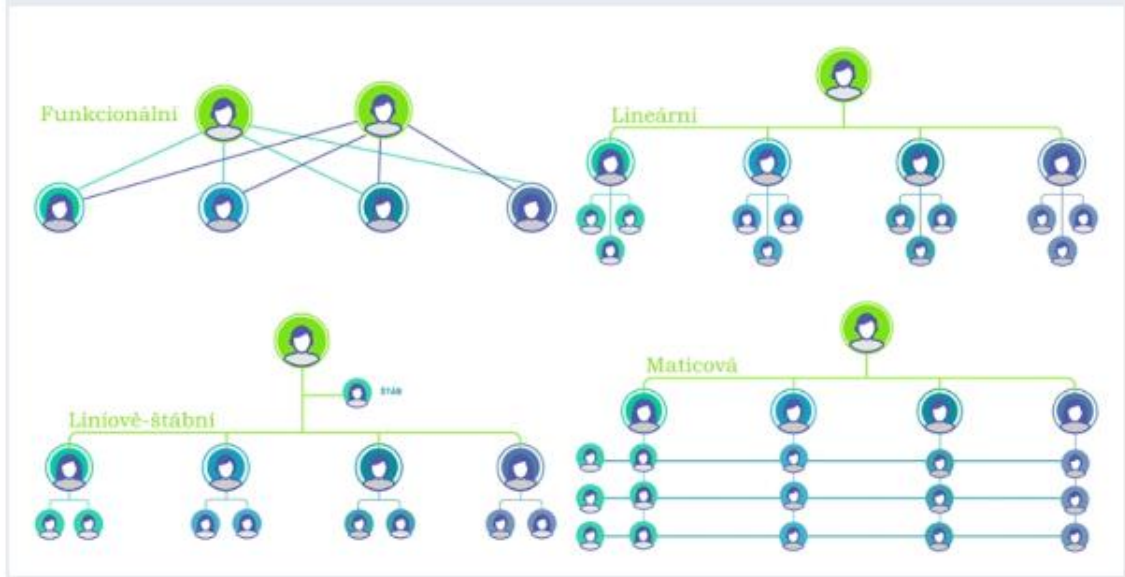 Funkcionální
Lineární
Liniově-štábní
ŠTÁB
Maticová